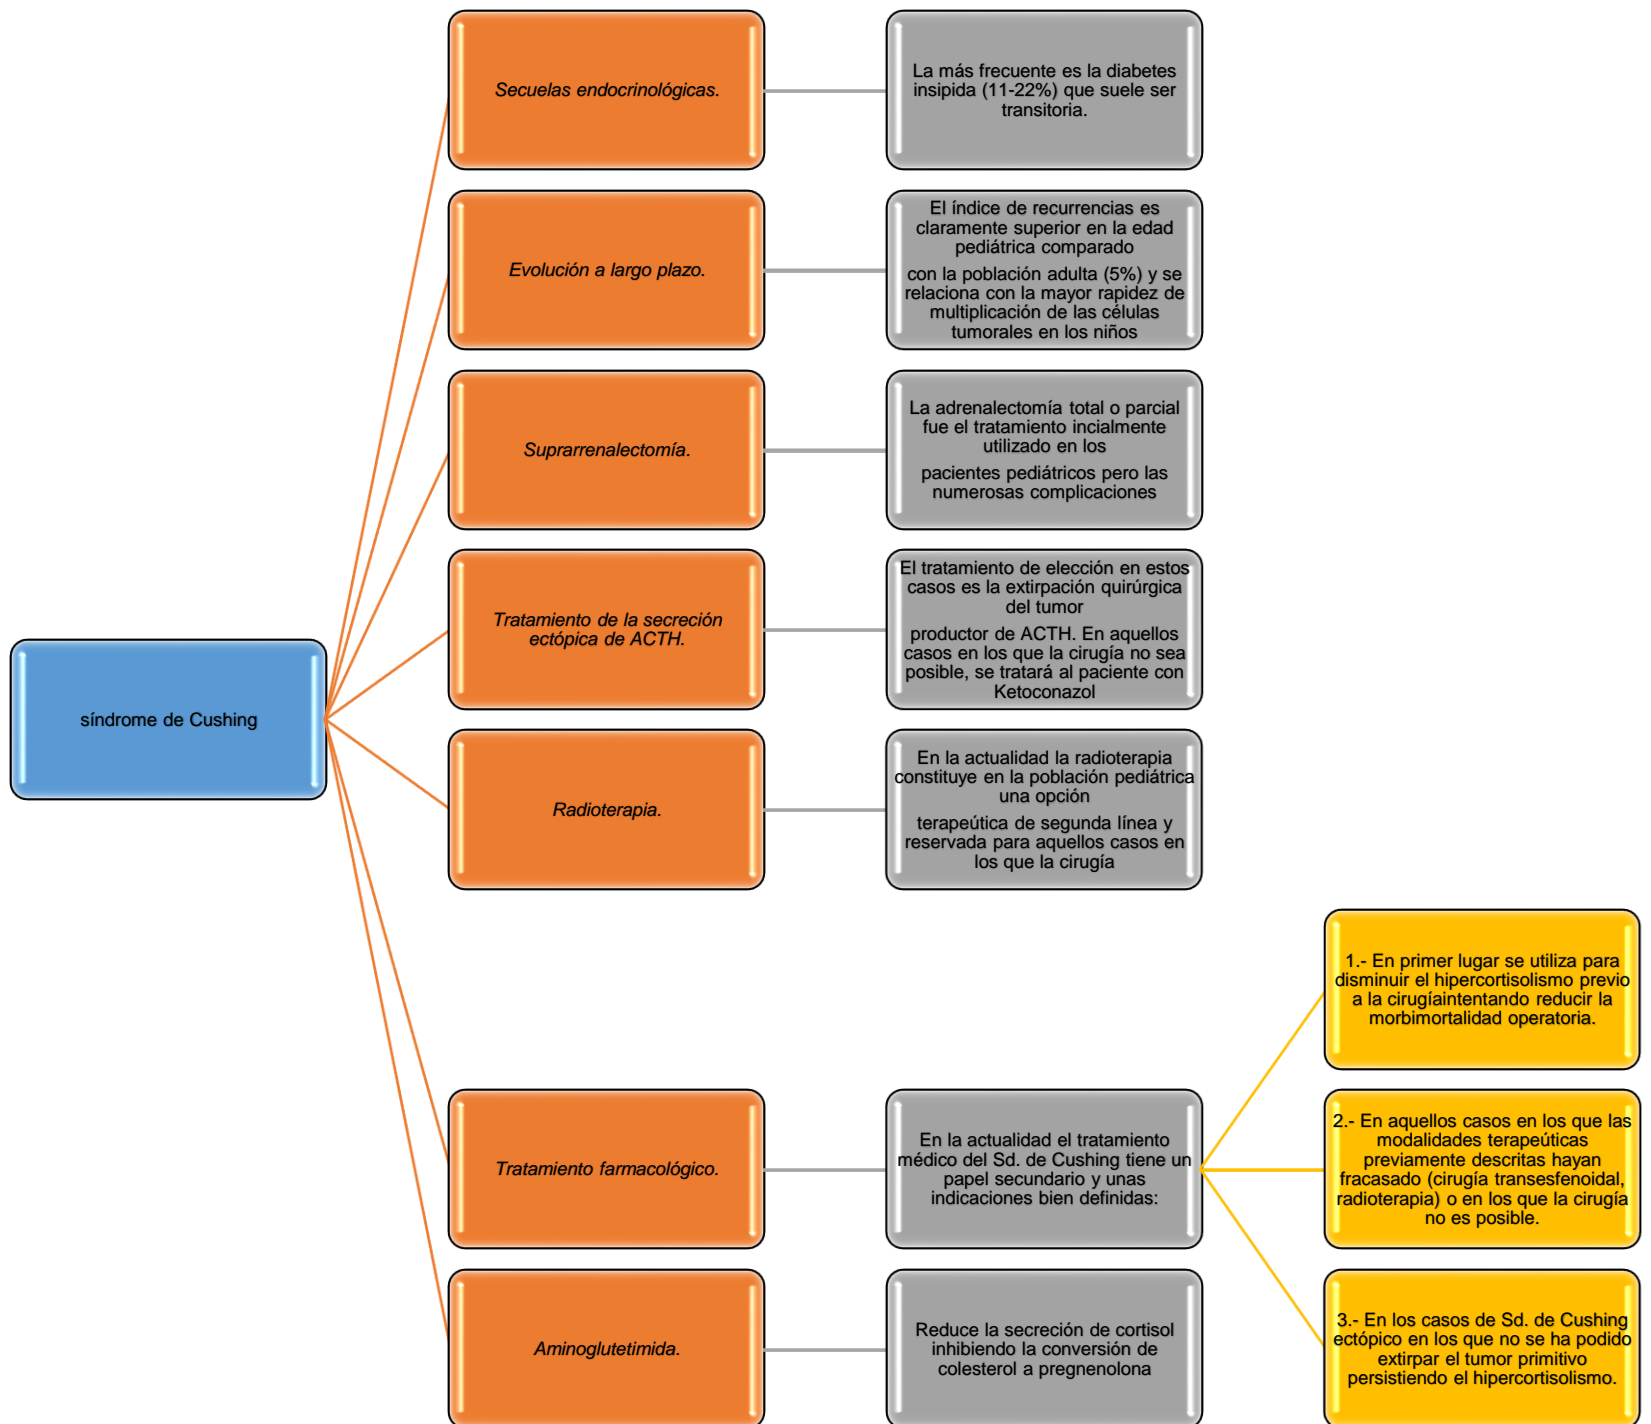 Secuelas endocrinológicas.
La más frecuente es la diabetes
insipida (11-22%) que suele ser
transitoria.
Evolución a largo plazo.
El índice de recurrencias es
claramente superior en la edad
pediátrica comparado
con la población adulta (5%) y se
relaciona con la mayor rapidez de
multiplicación de las células
tumorales en los niños
Suprarrenalectomía.
La adrenalectomía total o parcial
fue el tratamiento incialmente
utilizado en los
pacientes pediátricos pero las
numerosas complicaciones
Tratamiento de la secreción
ectópica de ACTH.
El tratamiento de elección en estos
casos es la extirpación quirúrgica
del tumor
productor de ACTH. En aquellos
casos en los que la cirugía no sea
posible, se tratará al paciente con
Ketoconazol
síndrome de Cushing
Radioterapia.
En la actualidad la radioterapia
constituye en la población pediátrica
una opción
terapeútica de segunda línea y
reservada para aquellos casos en
los que la cirugía
Tratamiento farmacológico.
En la actualidad el tratamiento
médico del Sd. de Cushing tiene un
papel secundario y unas
indicaciones bien definidas:
1.- En primer lugar se utiliza para
disminuir el hipercortisolismo previo
a la cirugíaintentando reducir la
morbimortalidad operatoria.
2.- En aquellos casos en los que las
modalidades terapeúticas
previamente descritas hayan
fracasado (cirugía transesfenoidal,
radioterapia) o en los que la cirugía
no es posible.
3.- En los casos de Sd. de Cushing
ectópico en los que no se ha podido
extirpar el tumor primitivo
persistiendo el hipercortisolismo.
Aminoglutetimida.
Reduce la secreción de cortisol
inhibiendo la conversión de
colesterol a pregnenolona